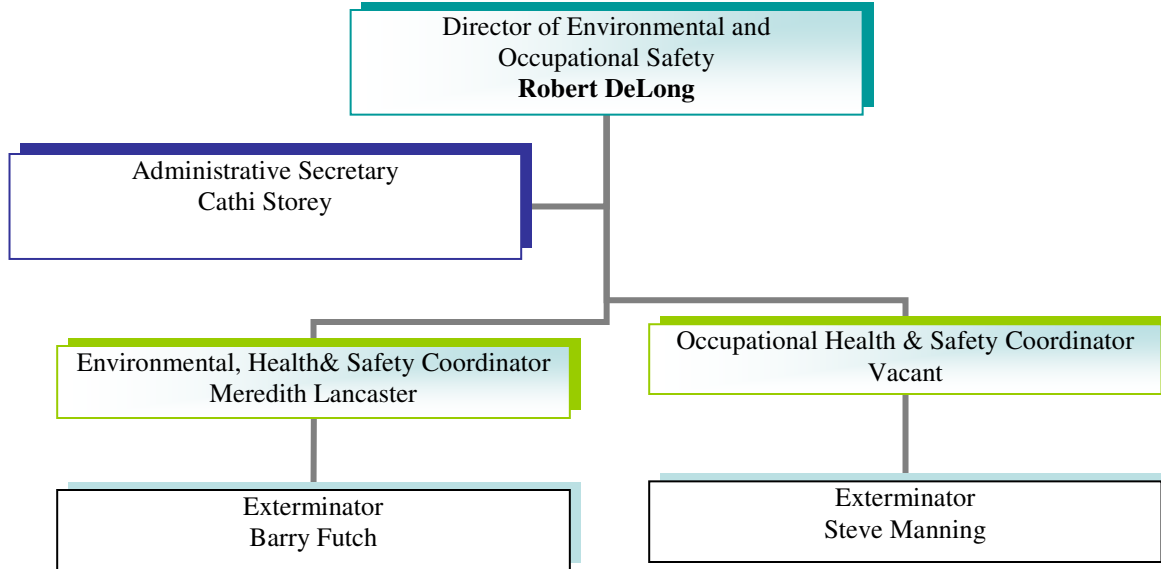 Director of Environmental and
Occupational Safety
Robert DeLong
Administrative Secretary
Cathi Storey
Environmental, Health& Safety Coordinator
Meredith Lancaster
Occupational Health & Safety Coordinator
Vacant
Exterminator
Barry Futch
Exterminator
Steve Manning